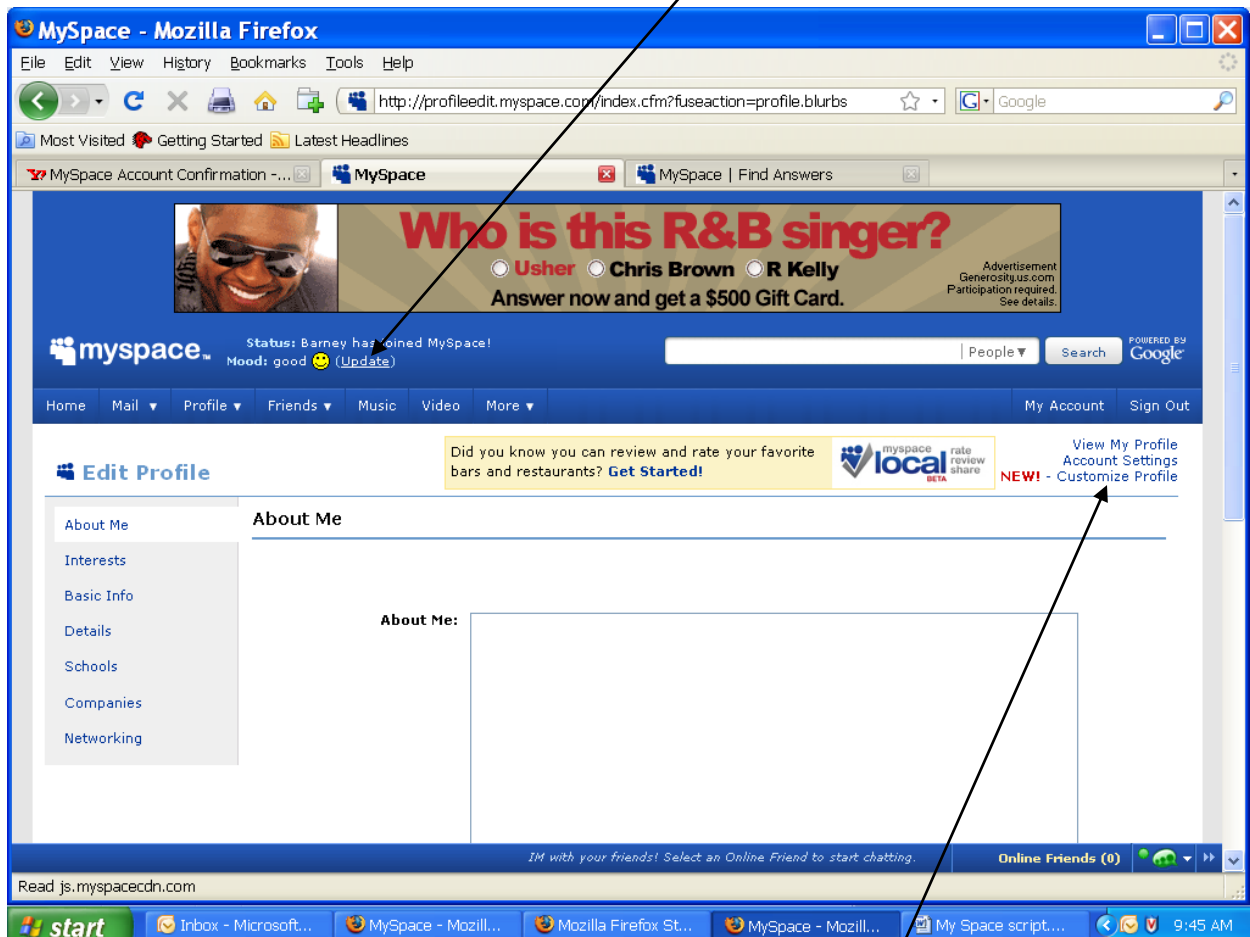 MySpace - Mozilla Firefox
File Edit View History Bookmarks Tools Help
http://profileedit.myspace.com/index.cfm?fuseaction=profile.blurbs
G Google
Most Visited Getting Started Latest Headlines
MySpace Account Confirmation -... MySpace MySpace | Find Answers
Who is this R&B singer?
Usher Chris Brown R Kelly
Answer now and get a $500 Gift Card.
Advertisement
Generosity.us.com
Participation required.
See details.
myspace™
Status: Barney has joined MySpace!
Mood: good (Update)
People ▼ Search
POWERED BY
Google
Home Mail ▼ Profile ▼ Friends ▼ Music Video More ▼ My Account Sign Out
Edit Profile
Did you know you can review and rate your favorite
bars and restaurants? Get Started!
myspace
local
BETA
rate
review
share
View My Profile
Account Settings
NEW! - Customize Profile
About Me
Interests
Basic Info
Details
Schools
Companies
Networking
About Me
About Me:
IM with your friends! Select an Online Friend to start chatting. Online Friends (0)
Read js.myspacecdn.com
start Inbox - Microsoft... MySpace - Mozill... Mozilla Firefox St... MySpace - Mozill... My Space script.... 9:45 AM